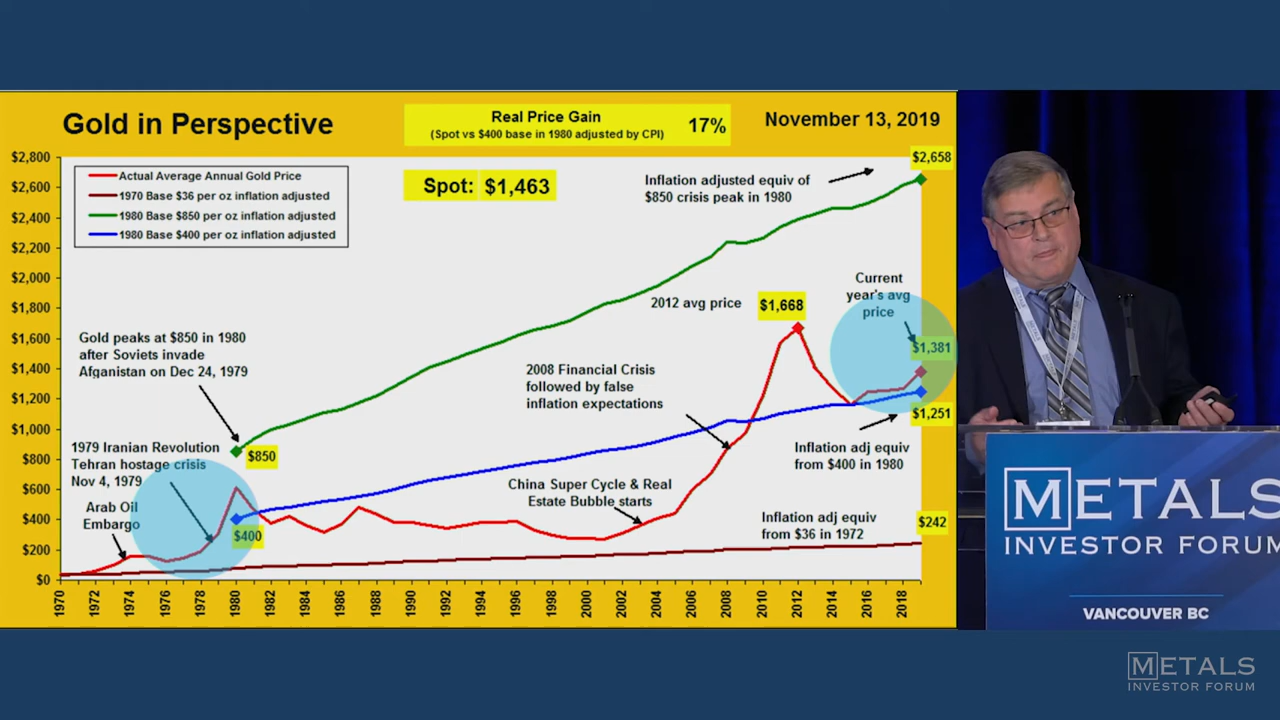 Gold in Perspective
Real Price Gain
(Spot vs $400 base in 1980 adjusted by CPI)
17%
November 13, 2019
$2,800
$2,600
$2,400
$2,200
$2,000
$1,800
$1,600
$1,400
$1,200
$1,000
$800
$600
$400
$200
$0
Actual Average Annual Gold Price
1970 Base $36 per oz inflation adjusted
1980 Base $850 per oz inflation adjusted
1980 Base $400 per oz inflation adjusted
Spot: $1,463
Inflation adjusted equiv of
$850 crisis peak in 1980
$2,658
2012 avg price
$1,668
Current
year's avg
price
$1,381
Gold peaks at $850 in 1980
after Soviets invade
Afganistan on Dec 24, 1979
2008 Financial Crisis
followed by false
inflation expectations
$1,251
1979 Iranian Revolution
Tehran hostage crisis
Nov 4, 1979
$850
Inflation adj equiv
from $400 in 1980
Arab Oil
Embargo
$400
China Super Cycle & Real
Estate Bubble starts
Inflation adj equiv
from $36 in 1972
$242
1970
1972
1974
1976
1978
1980
1982
1984
1986
1988
1990
1992
1994
1996
1998
2000
2002
2004
2006
2008
2010
2012
2014
2016
2018
METALS
INVESTOR FORUM
VANCOUVER BC
METALS
INVESTOR FORUM